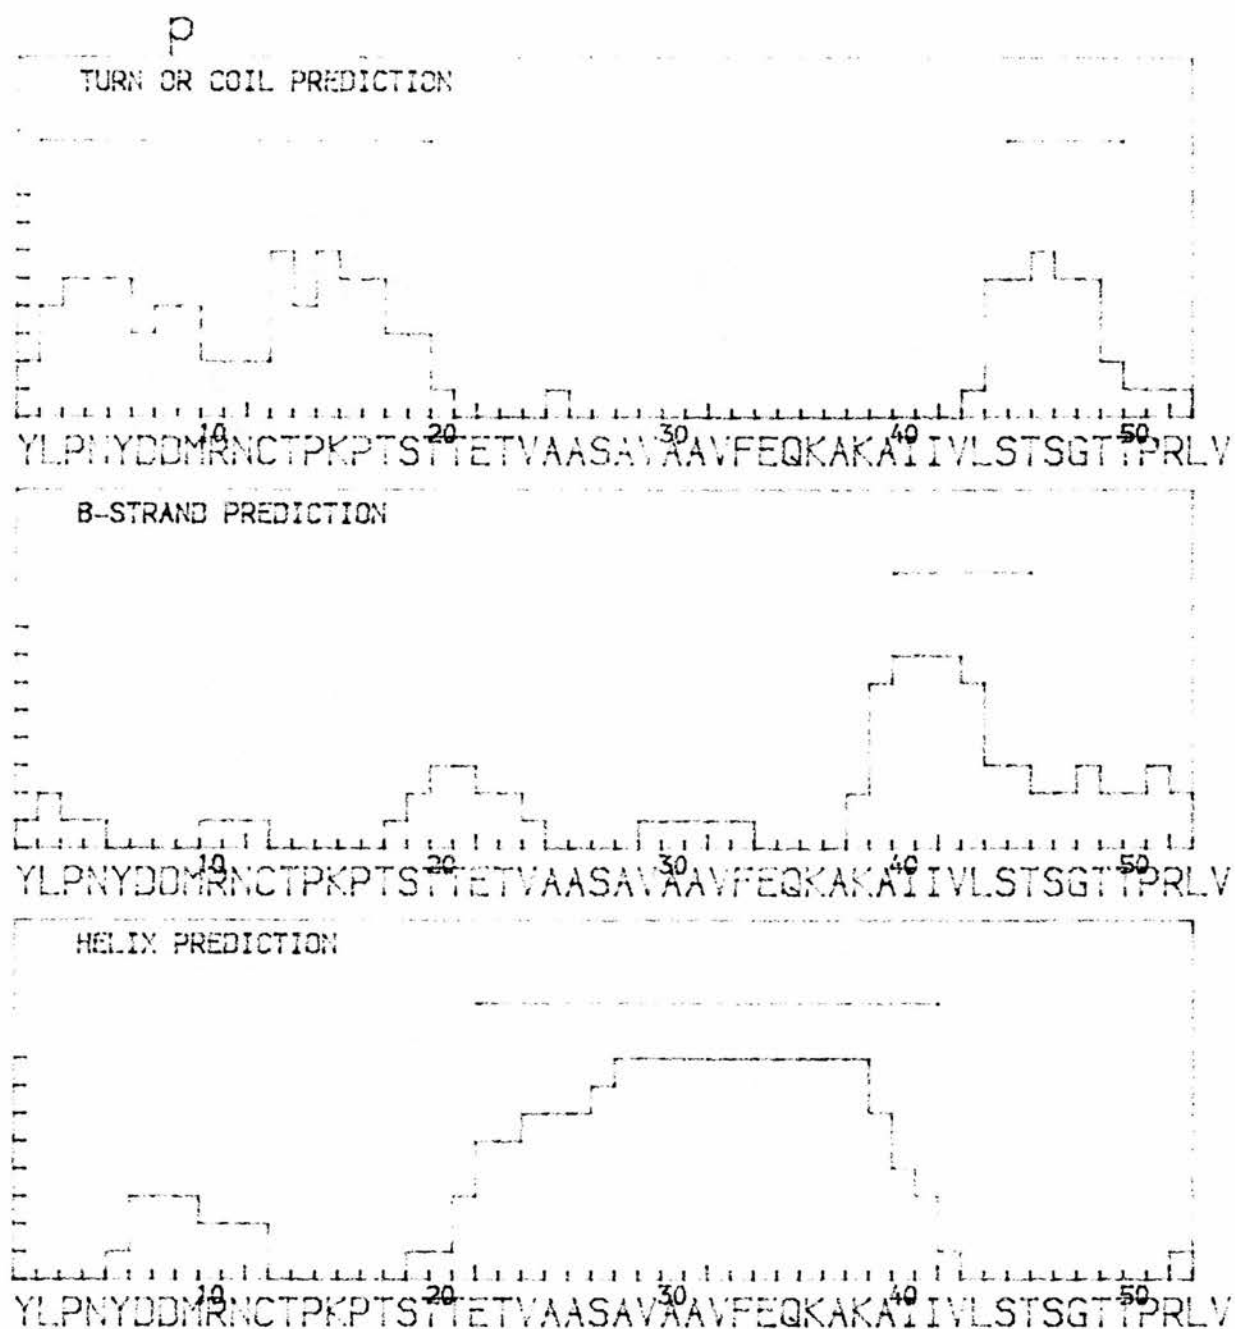 P
TURN OR COIL PREDICTION
10 20 30 40 50
YLPNYDDMRNCTPKPTSTTETVAASAVAAVFEQKAKAIIVLSTSGTTPRLV
B-STRAND PREDICTION
10 20 30 40 50
YLPNYDDMRNCTPKPTSTTETVAASAVAAVFEQKAKAIIVLSTSGTTPRLV
HELIX PREDICTION
10 20 30 40 50
YLPNYDDMRNCTPKPTSTTETVAASAVAAVFEQKAKAIIVLSTSGTTPRLV